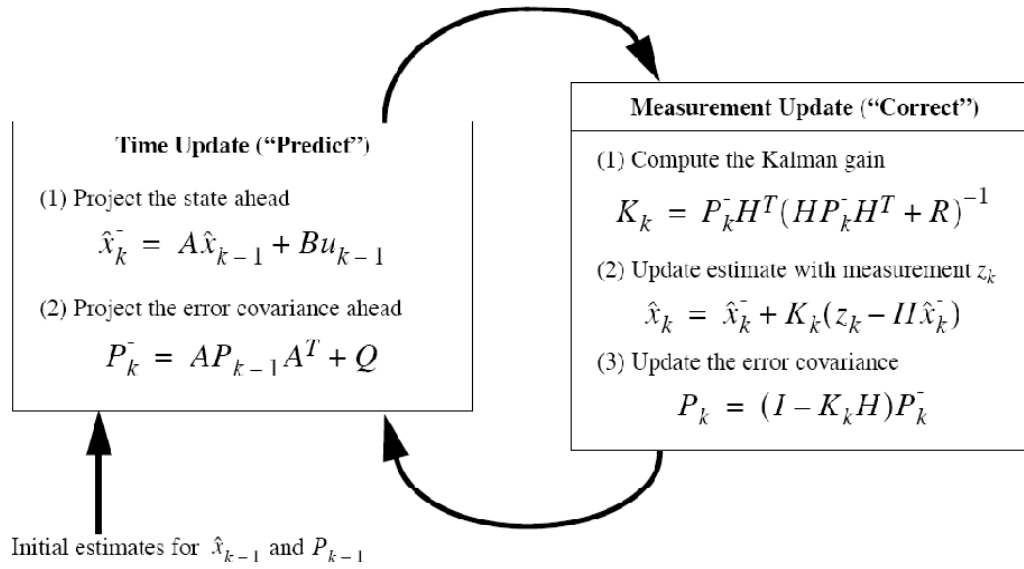 Time Update (“Predict”)
(1) Project the state ahead
x̂ₖ⁻ = Ax̂ₖ₋₁ + Buₖ₋₁
(2) Project the error covariance ahead
Pₖ⁻ = APₖ₋₁Aᵀ + Q
Initial estimates for x̂ₖ₋₁ and Pₖ₋₁
Measurement Update (“Correct”)
(1) Compute the Kalman gain
Kₖ = Pₖ⁻Hᵀ(HPₖ⁻Hᵀ + R)⁻¹
(2) Update estimate with measurement zₖ
x̂ₖ = x̂ₖ⁻ + Kₖ(zₖ – Hx̂ₖ⁻)
(3) Update the error covariance
Pₖ = (I – KₖH)Pₖ⁻